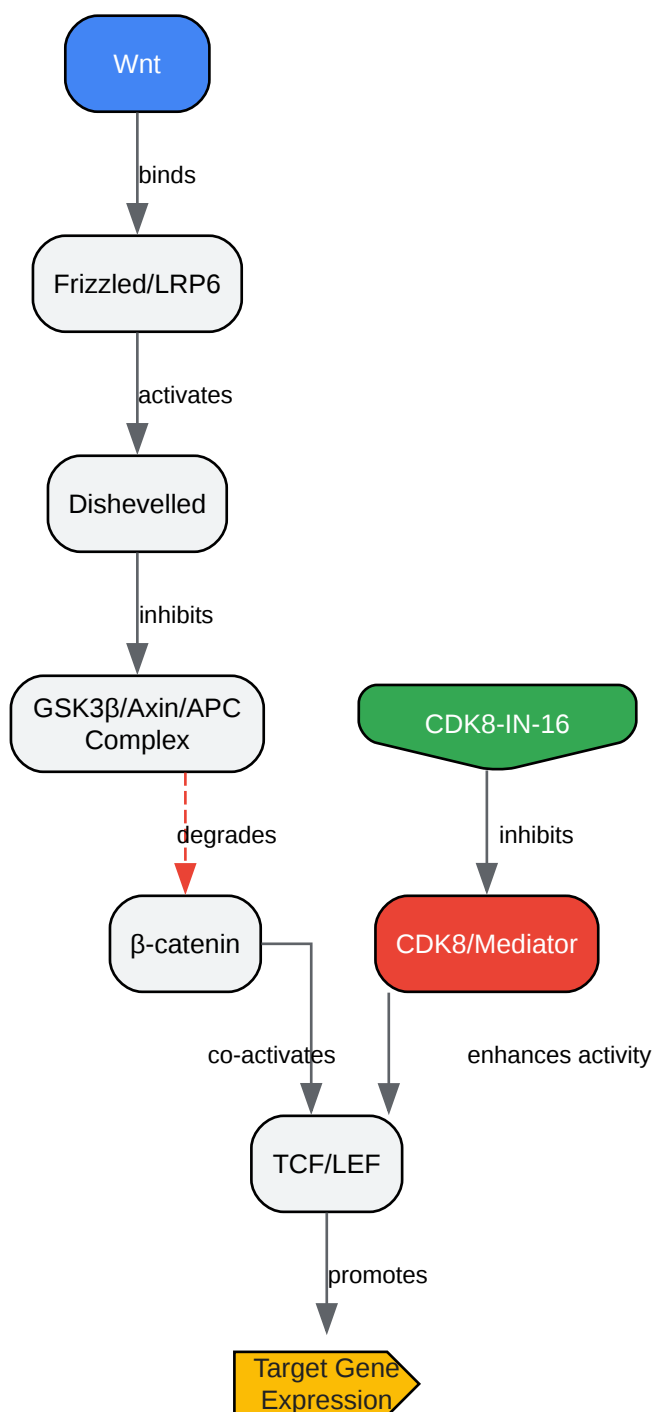 Wnt
binds
Frizzled/LRP6
activates
Dishevelled
inhibits
GSK3β/Axin/APC
Complex
CDK8-IN-16
degrades
inhibits
β-catenin
CDK8/Mediator
co-activates
enhances activity
TCF/LEF
promotes
Target Gene
Expression